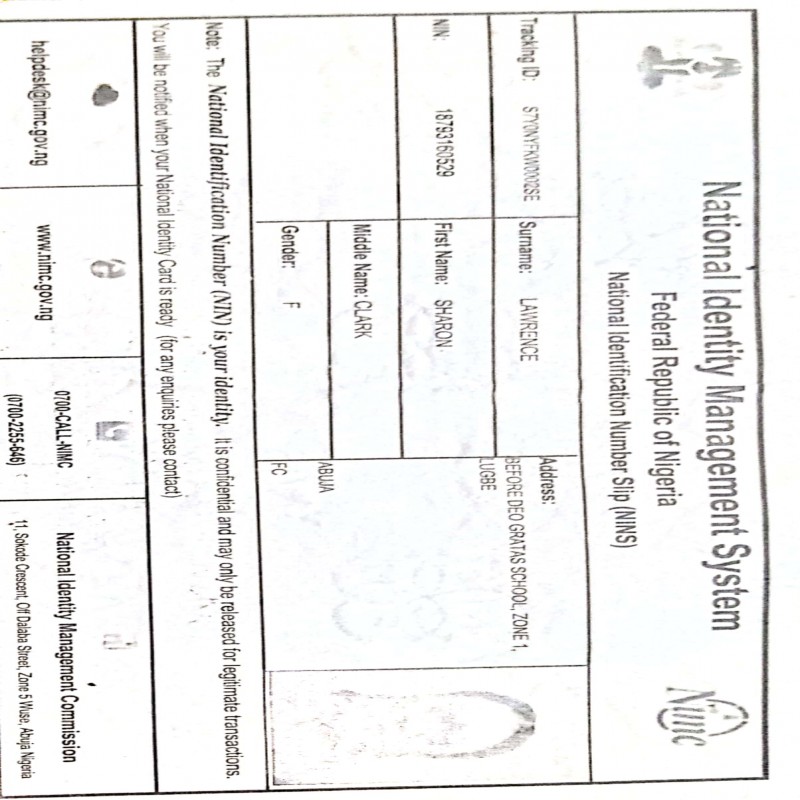 National Identity Management System
Federal Republic of Nigeria
National Identification Number Slip (NINS)
Nimc
Tracking ID: S7Y0NYFKW0002SE
Surname: LAWRENCE
Address:
BEFORE DEO GRATAS SCHOOL, ZONE 1,
LUGBE
NIN: 18793160529
First Name: SHARON
Middle Name: CLARK
Gender: F
ABUJA
FC
Note: The National Identification Number (NIN) is your identity. It is confidential and may only be released for legitimate transactions.
You will be notified when your National Identity Card is ready (for any enquiries please contact)
helpdesk@nimc.gov.ng
www.nimc.gov.ng
0700-CALL-NIMC
(0700-2255-646)
National Identity Management Commission
11, Sokode Crescent, Off Dalaba Street, Zone 5 Wuse, Abuja Nigeria